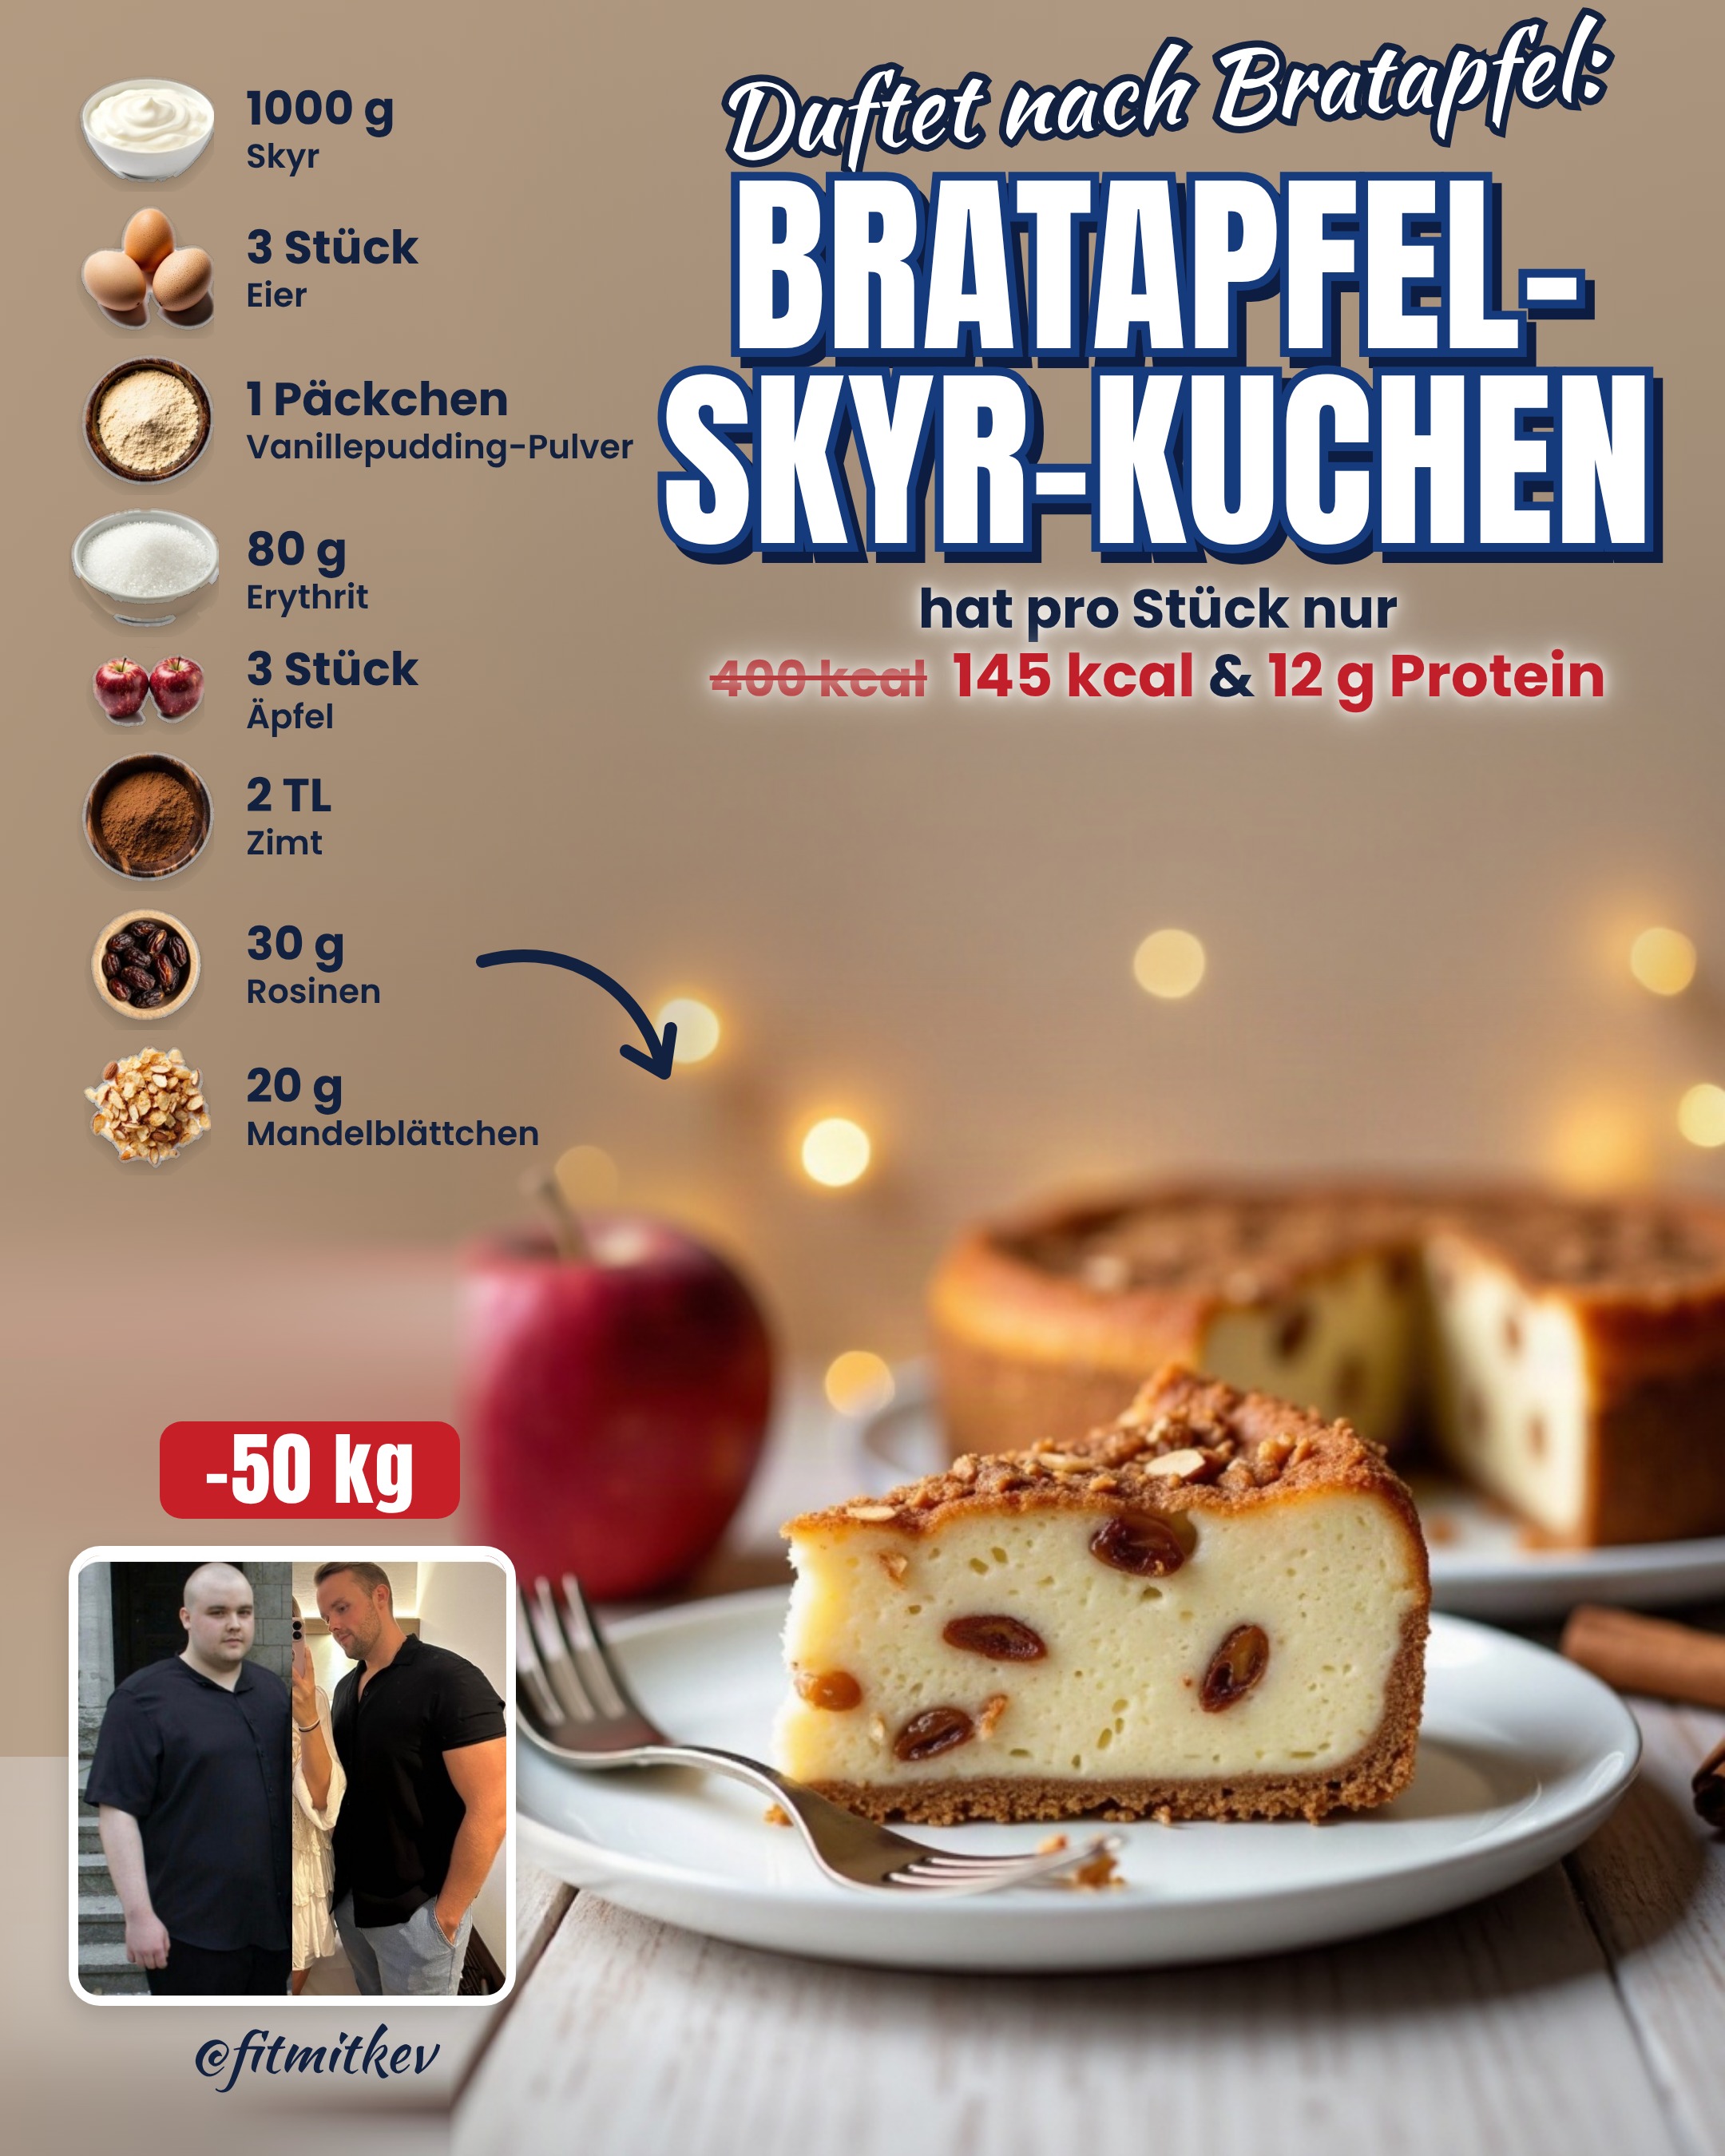 Duftet nach Bratapfel:
BRATAPFEL-
SKYR-KUCHEN
hat pro Stück nur
400 kcal 145 kcal & 12 g Protein
1000 g
Skyr
3 Stück
Eier
1 Päckchen
Vanillepudding-Pulver
80 g
Erythrit
3 Stück
Äpfel
2 TL
Zimt
30 g
Rosinen
20 g
Mandelblättchen
-50 kg
@fitmitkev